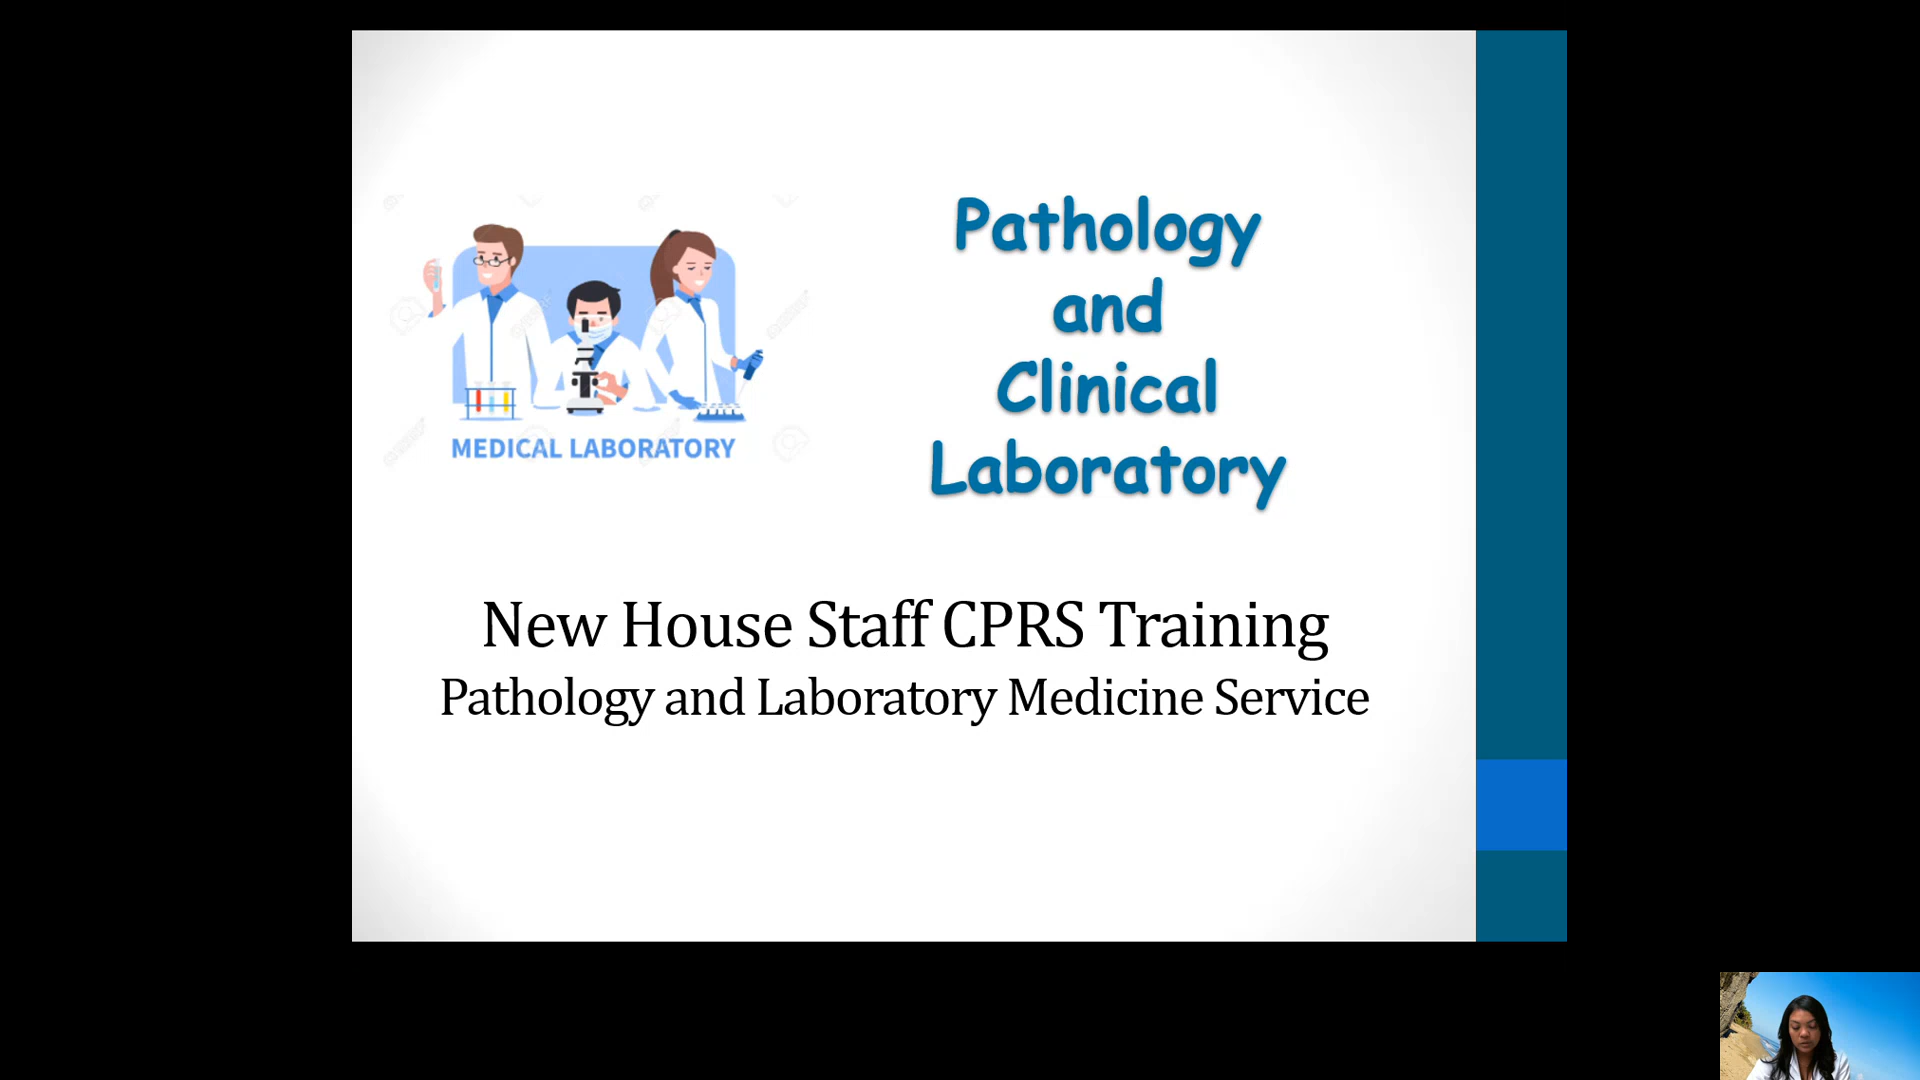 Pathology
and
Clinical
Laboratory
MEDICAL LABORATORY
New House Staff CPRS Training
Pathology and Laboratory Medicine Service